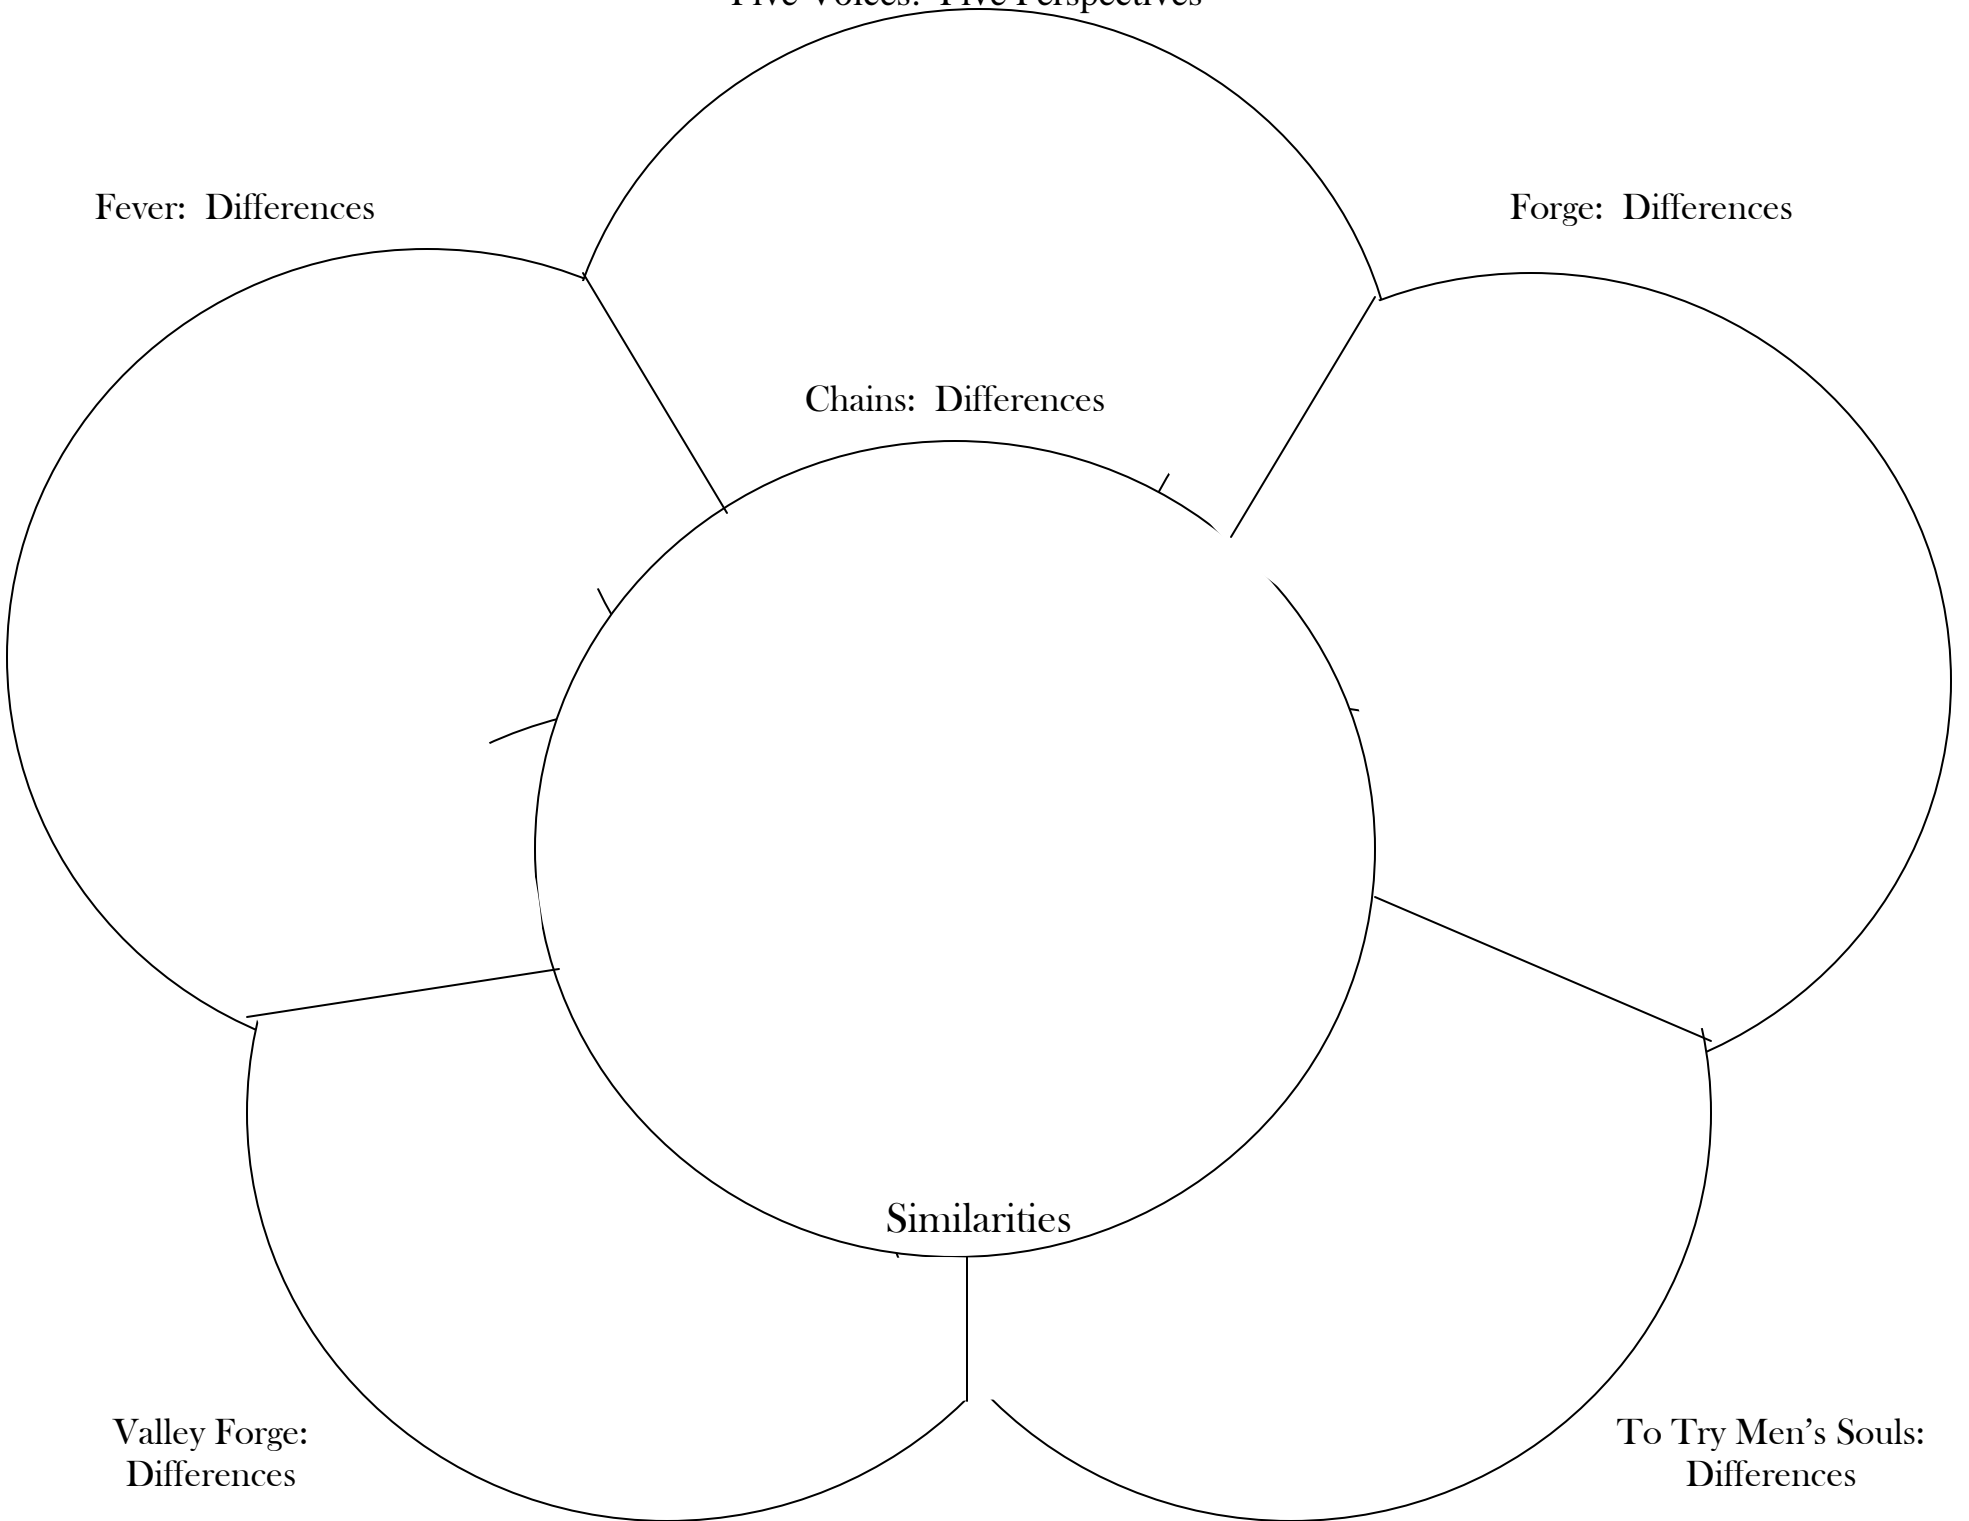 Five Voices: Five Perspectives
Fever: Differences
Forge: Differences
Chains: Differences
Similarities
Valley Forge:
Differences
To Try Men's Souls:
Differences